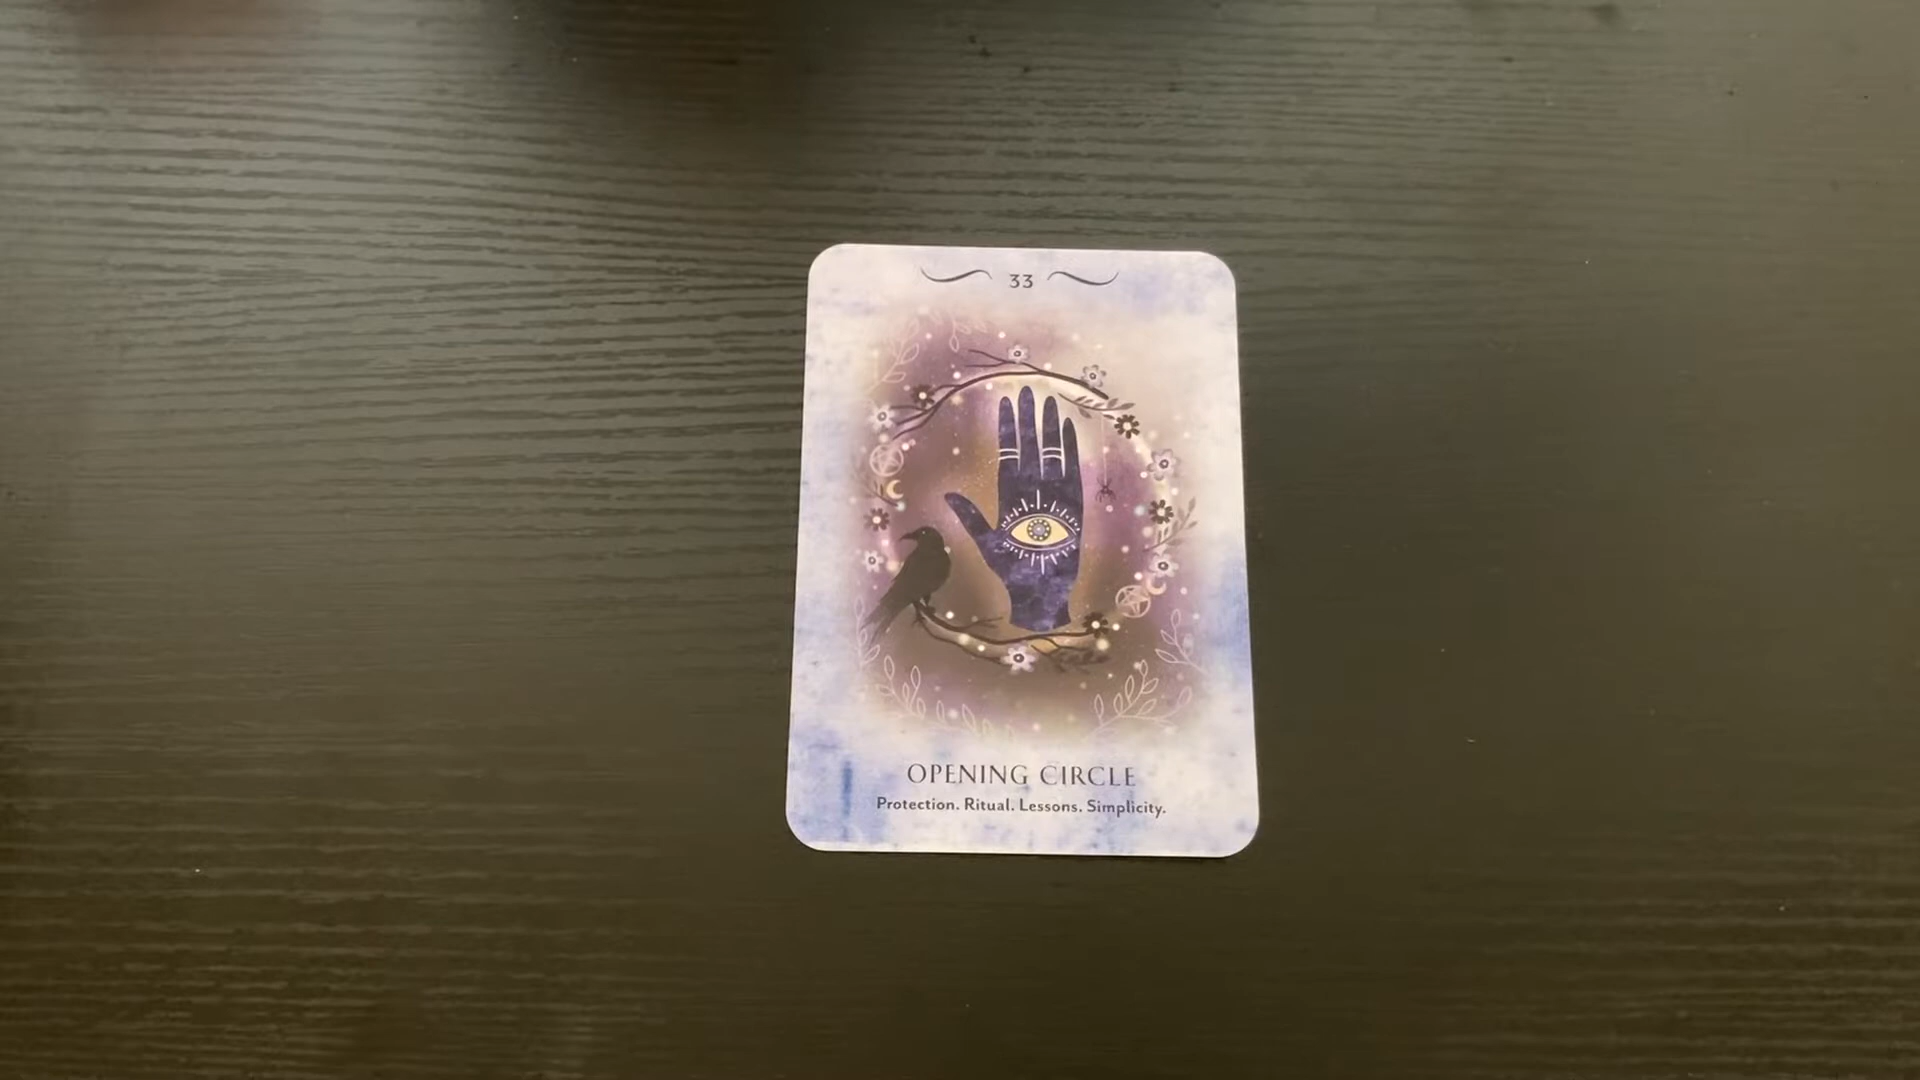 33
OPENING CIRCLE
Protection. Ritual. Lessons. Simplicity.